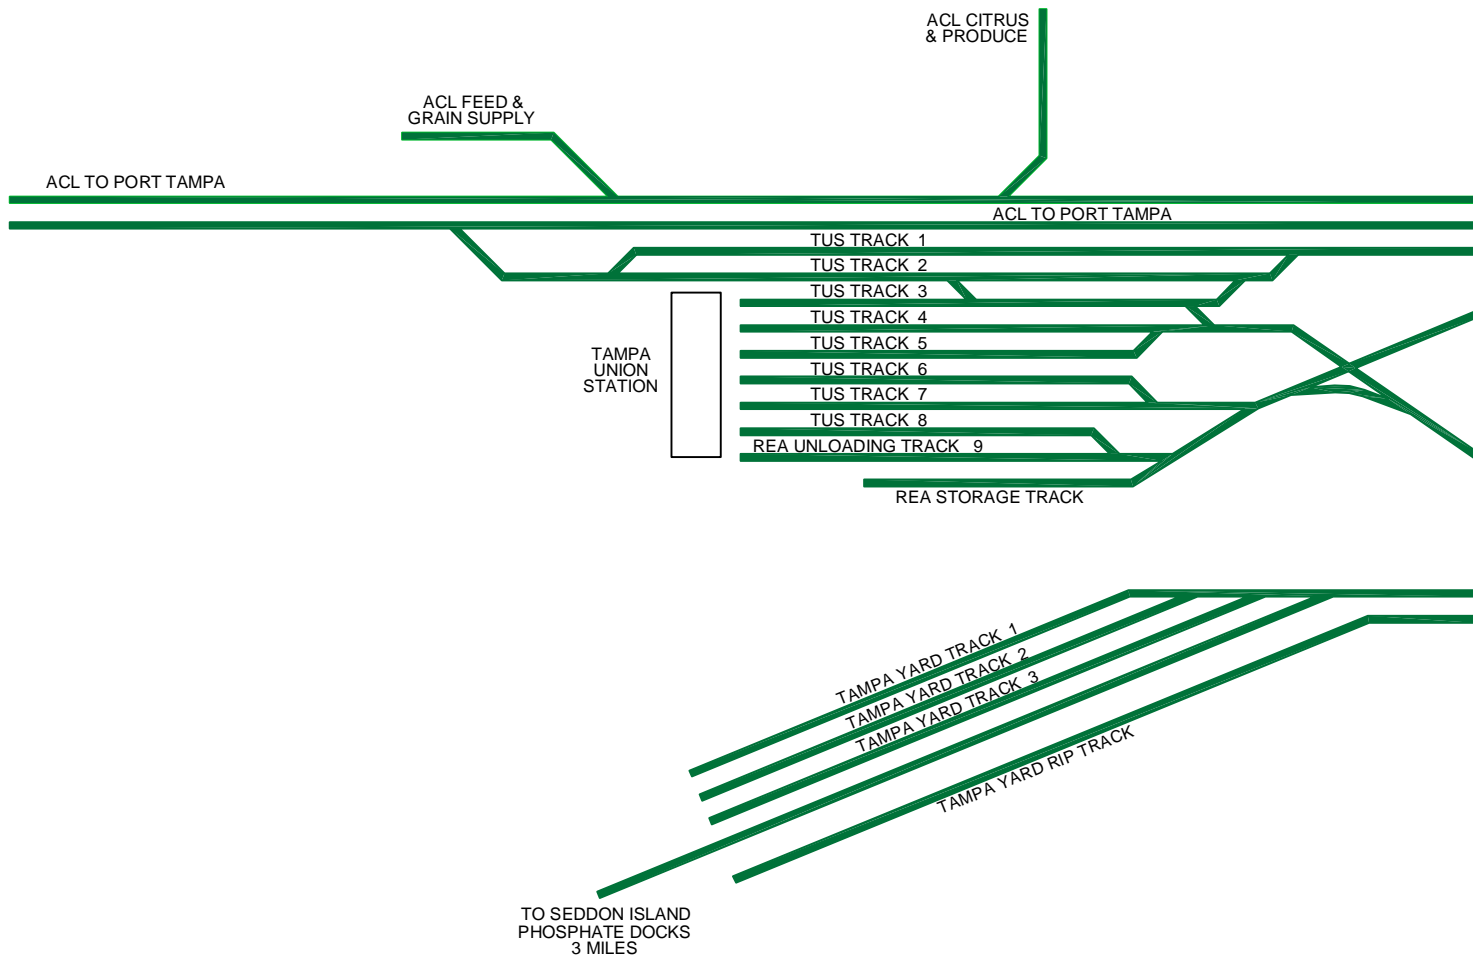 ACL CITRUS
& PRODUCE
ACL FEED &
GRAIN SUPPLY
ACL TO PORT TAMPA
ACL TO PORT TAMPA
TUS TRACK 1
TUS TRACK 2
TUS TRACK 3
TUS TRACK 4
TUS TRACK 5
TUS TRACK 6
TUS TRACK 7
TUS TRACK 8
REA UNLOADING TRACK 9
REA STORAGE TRACK
TAMPA
UNION
STATION
TAMPA YARD TRACK 1
TAMPA YARD TRACK 2
TAMPA YARD TRACK 3
TAMPA YARD RIP TRACK
TO SEDDON ISLAND
PHOSPHATE DOCKS
3 MILES